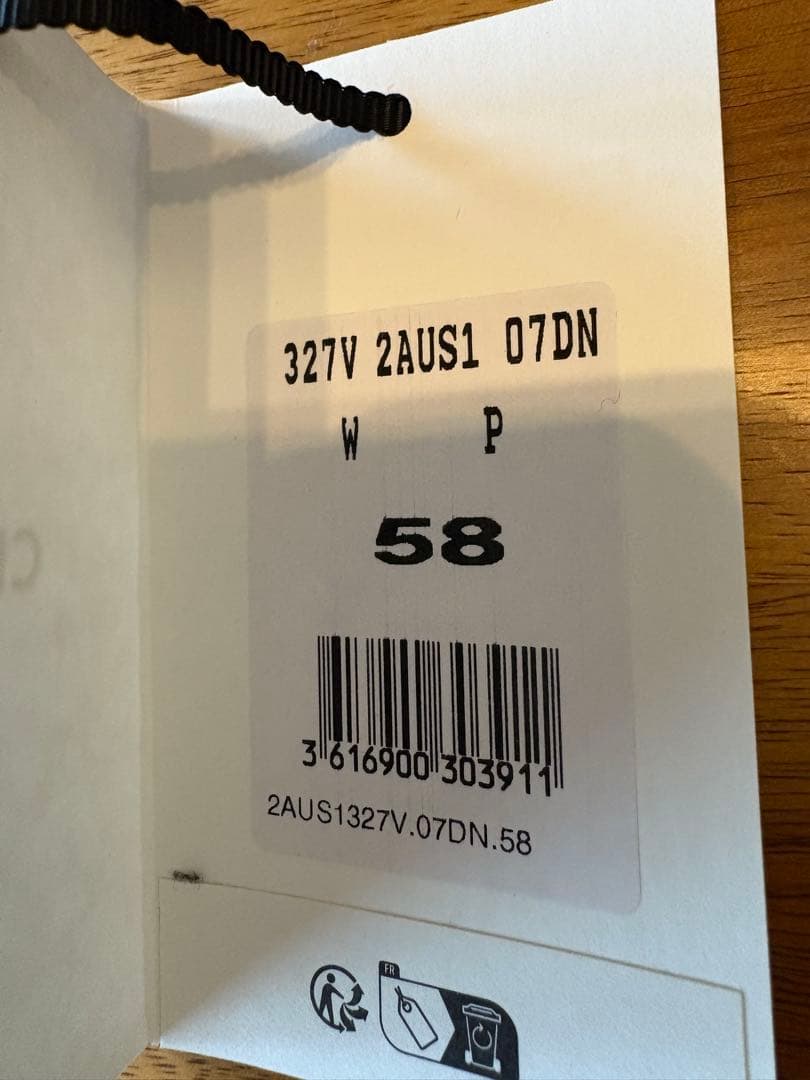 327V 2AUS1 07DN
W P
58
3 616900 303911
2AUS1327V.07DN.58
FR